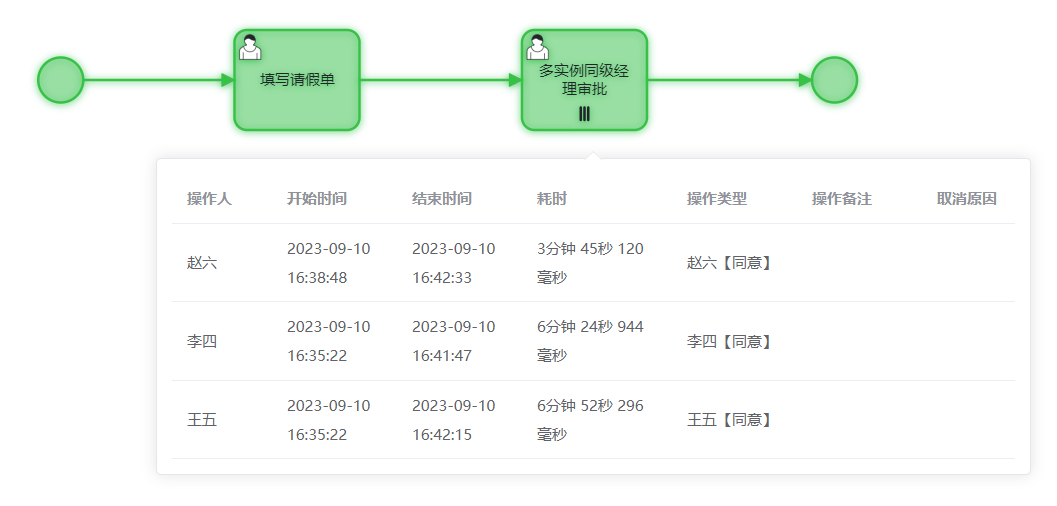 填写请假单
多实例同级经
理审批
操作人 开始时间 结束时间 耗时 操作类型 操作备注 取消原因
赵六 2023-09-10 16:38:48 2023-09-10 16:42:33 3分钟 45秒 120 毫秒 赵六【同意】
李四 2023-09-10 16:35:22 2023-09-10 16:41:47 6分钟 24秒 944 毫秒 李四【同意】
王五 2023-09-10 16:35:22 2023-09-10 16:42:15 6分钟 52秒 296 毫秒 王五【同意】